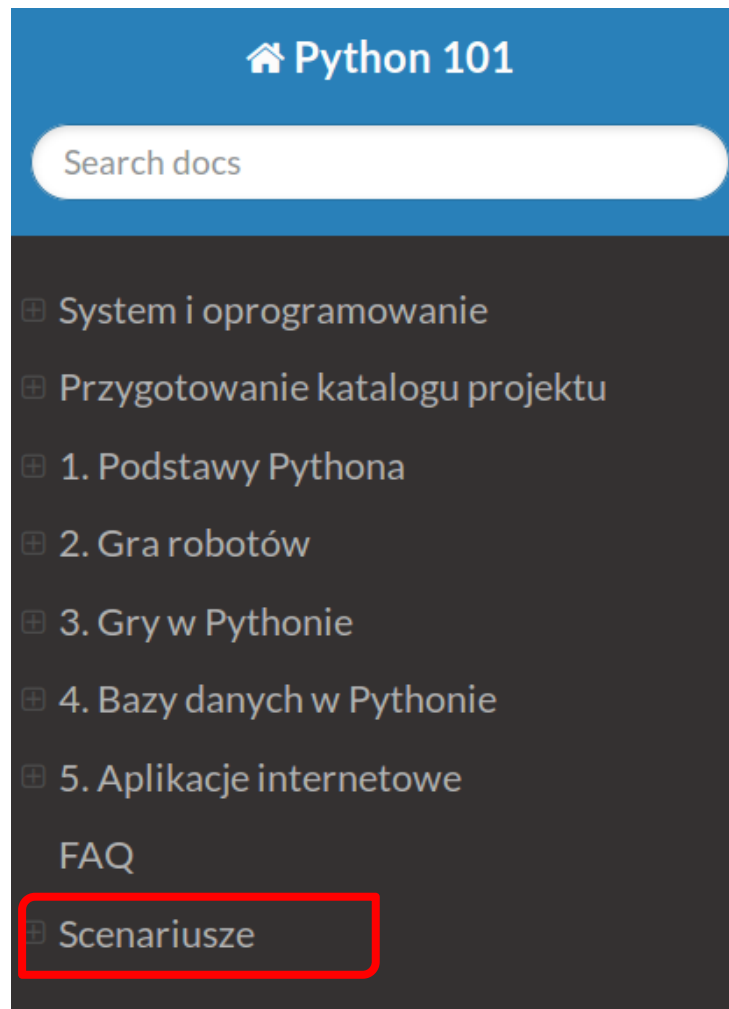 Python 101
Search docs
System i oprogramowanie
Przygotowanie katalogu projektu
1. Podstawy Pythona
2. Gra robotów
3. Gry w Pythonie
4. Bazy danych w Pythonie
5. Aplikacje internetowe
FAQ
Scenariusze